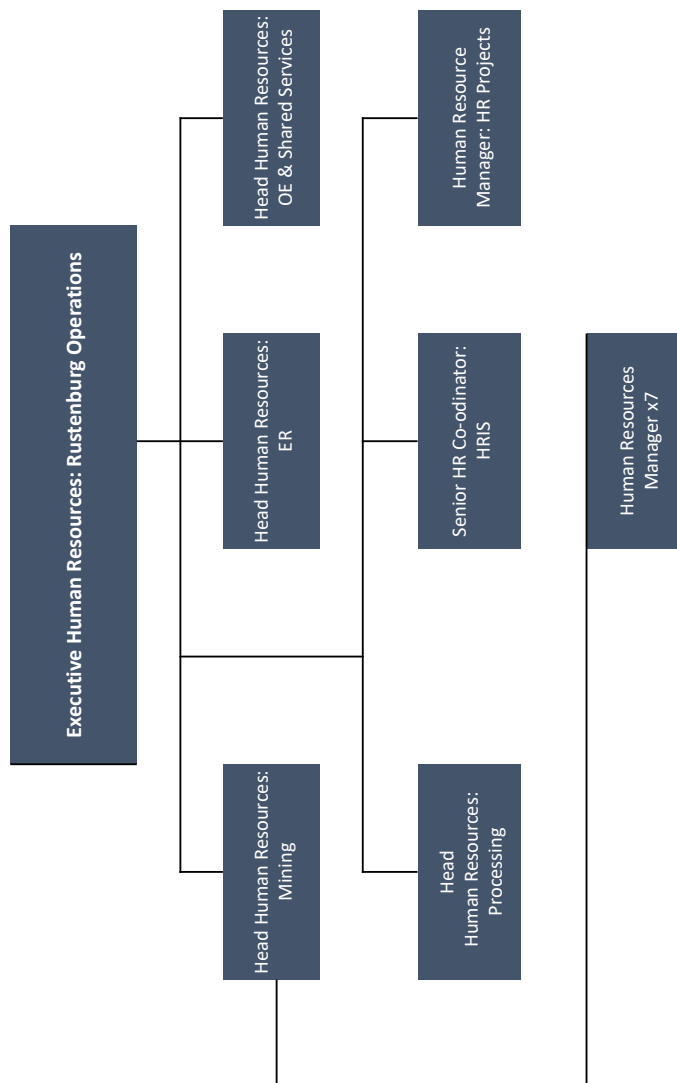 Executive Human Resources: Rustenburg Operations
Head Human Resources:
Mining
Head Human Resources:
ER
Head Human Resources:
OE & Shared Services
Head
Human Resources:
Processing
Senior HR Co-odinator:
HRIS
Human Resource
Manager: HR Projects
Human Resources
Manager x7